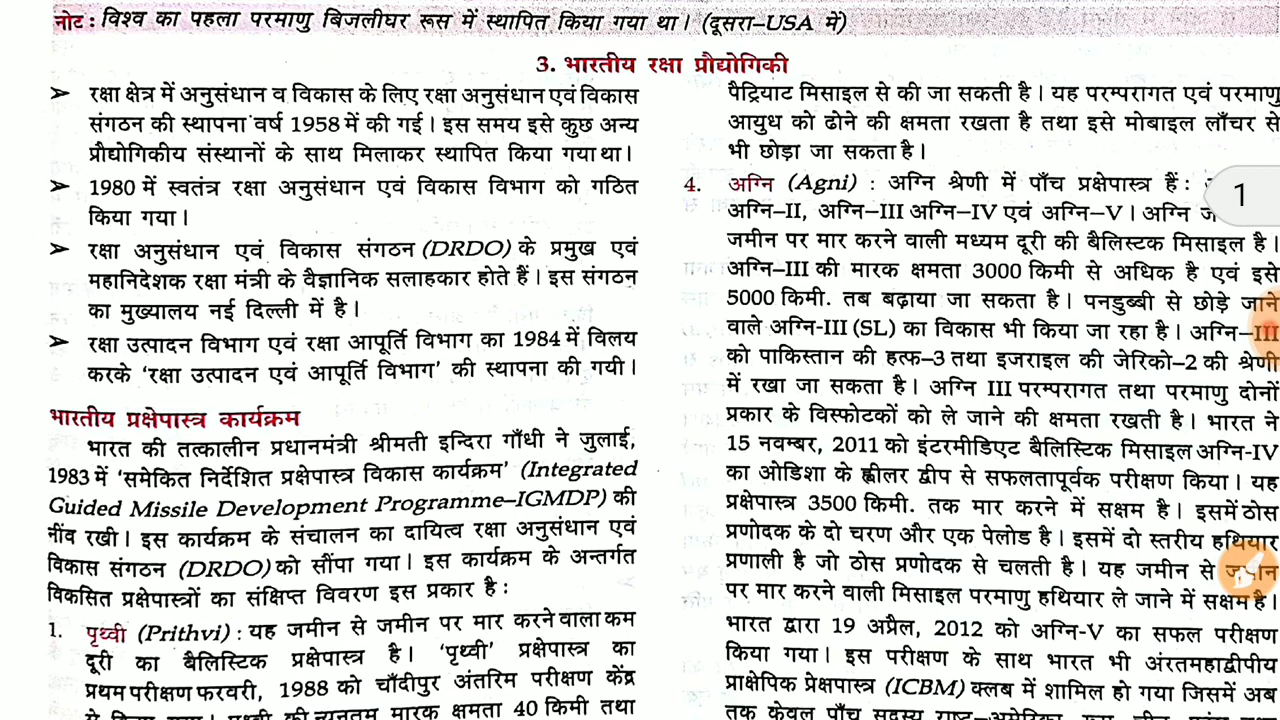 नोट : विश्व का पहला परमाणु बिजलीघर रूस में स्थापित किया गया था। (दूसरा–USA में)
3. भारतीय रक्षा प्रौद्योगिकी
➢ रक्षा क्षेत्र में अनुसंधान व विकास के लिए रक्षा अनुसंधान एवं विकास
संगठन की स्थापना वर्ष 1958 में की गई। इस समय इसे कुछ अन्य
प्रौद्योगिकीय संस्थानों के साथ मिलाकर स्थापित किया गया था।
➢ 1980 में स्वतंत्र रक्षा अनुसंधान एवं विकास विभाग को गठित
किया गया।
➢ रक्षा अनुसंधान एवं विकास संगठन (DRDO) के प्रमुख एवं
महानिदेशक रक्षा मंत्री के वैज्ञानिक सलाहकार होते हैं। इस संगठन
का मुख्यालय नई दिल्ली में है।
➢ रक्षा उत्पादन विभाग एवं रक्षा आपूर्ति विभाग का 1984 में विलय
करके ‘रक्षा उत्पादन एवं आपूर्ति विभाग’ की स्थापना की गयी।
भारतीय प्रक्षेपास्त्र कार्यक्रम
भारत की तत्कालीन प्रधानमंत्री श्रीमती इन्दिरा गाँधी ने जुलाई,
1983 में ‘समेकित निर्देशित प्रक्षेपास्त्र विकास कार्यक्रम’ (Integrated
Guided Missile Development Programme–IGMDP) की
नींव रखी। इस कार्यक्रम के संचालन का दायित्व रक्षा अनुसंधान एवं
विकास संगठन (DRDO) को सौंपा गया। इस कार्यक्रम के अन्तर्गत
विकसित प्रक्षेपास्त्रों का संक्षिप्त विवरण इस प्रकार है :
1. पृथ्वी (Prithvi) : यह जमीन से जमीन पर मार करने वाला कम
दूरी का बैलिस्टिक प्रक्षेपास्त्र है। ‘पृथ्वी’ प्रक्षेपास्त्र का
प्रथम परीक्षण फरवरी, 1988 को चाँदीपुर अंतरिम परीक्षण केंद्र
से किया गया। पृथ्वी की न्यूनतम मारक क्षमता 40 किमी तथा
पैट्रियाट मिसाइल से की जा सकती है। यह परम्परागत एवं परमाणु
आयुध को ढोने की क्षमता रखता है तथा इसे मोबाइल लाँचर से
भी छोड़ा जा सकता है।
4. अग्नि (Agni) : अग्नि श्रेणी में पाँच प्रक्षेपास्त्र हैं :
अग्नि–II, अग्नि–III अग्नि–IV एवं अग्नि–V। अग्नि
जमीन पर मार करने वाली मध्यम दूरी की बैलिस्टिक मिसाइल है।
अग्नि–III की मारक क्षमता 3000 किमी से अधिक है एवं इसे
5000 किमी. तब बढ़ाया जा सकता है। पनडुब्बी से छोड़े जाने
वाले अग्नि-III (SL) का विकास भी किया जा रहा है। अग्नि–III
को पाकिस्तान की हत्फ–3 तथा इजराइल की जेरिको–2 की श्रेणी
में रखा जा सकता है। अग्नि III परम्परागत तथा परमाणु दोनों
प्रकार के विस्फोटकों को ले जाने की क्षमता रखती है। भारत ने
15 नवम्बर, 2011 को इंटरमीडिएट बैलिस्टिक मिसाइल अग्नि-IV
का ओडिशा के ह्वीलर द्वीप से सफलतापूर्वक परीक्षण किया। यह
प्रक्षेपास्त्र 3500 किमी. तक मार करने में सक्षम है। इसमें ठोस
प्रणोदक के दो चरण और एक पेलोड है। इसमें दो स्तरीय हथियार
प्रणाली है जो ठोस प्रणोदक से चलती है। यह जमीन से जमीन
पर मार करने वाली मिसाइल परमाणु हथियार ले जाने में सक्षम है।
भारत द्वारा 19 अप्रैल, 2012 को अग्नि-V का सफल परीक्षण
किया गया। इस परीक्षण के साथ भारत भी अंरतमहाद्वीपीय
प्राक्षेपिक प्रेक्षपास्त्र (ICBM) क्लब में शामिल हो गया जिसमें अब
तक केवल पाँच सदस्य राष्ट्र–अमेरिका,
1